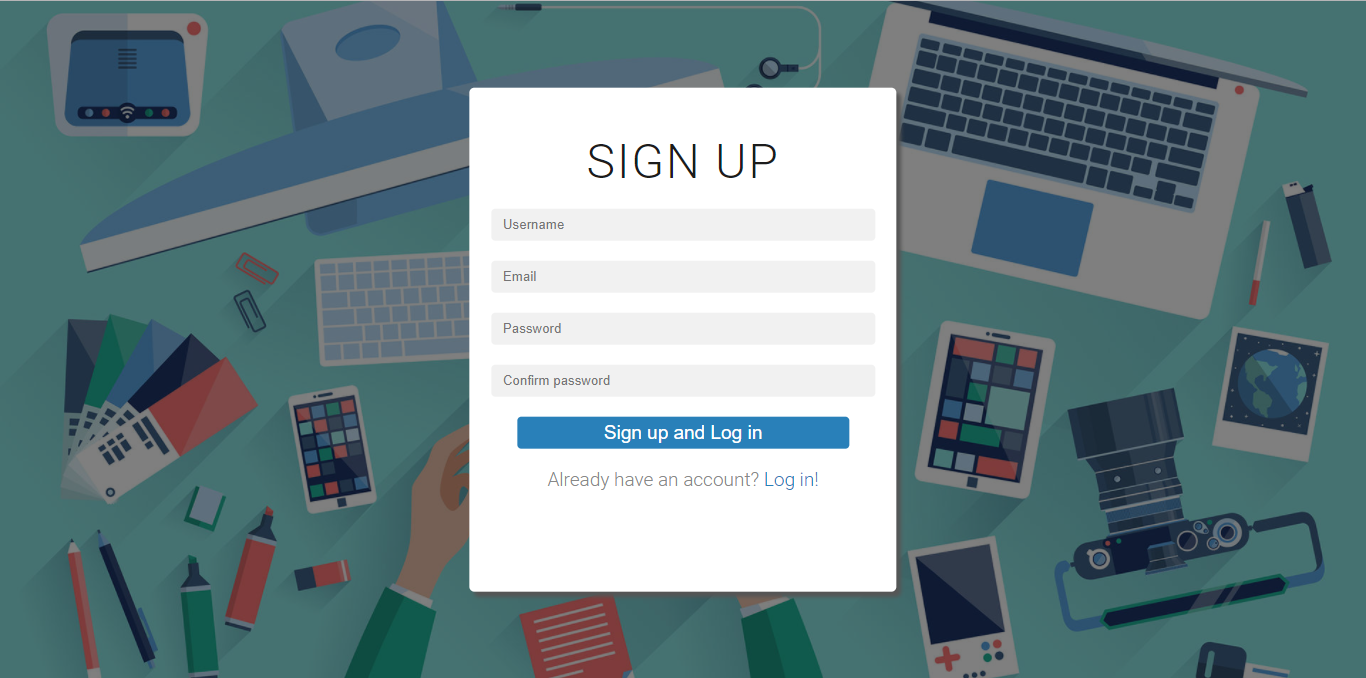 SIGN UP
Username
Email
Password
Confirm password
Sign up and Log in
Already have an account? Log in!